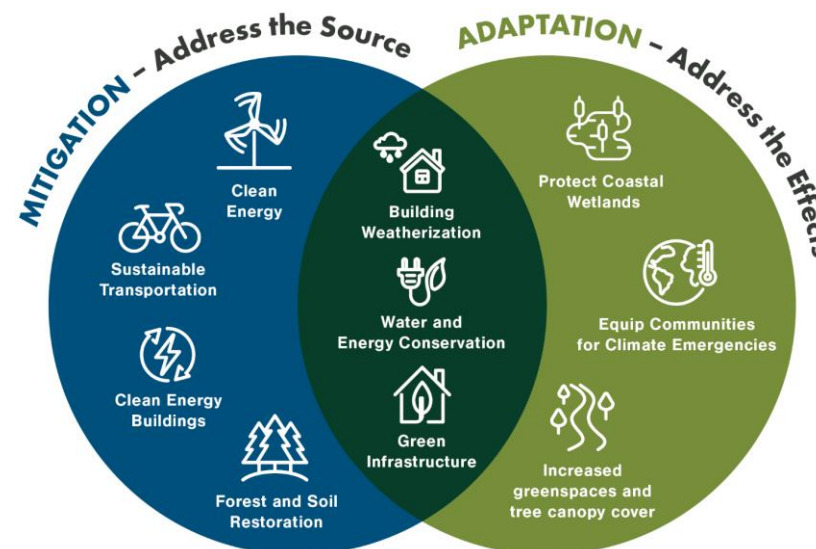 MITIGATION – Address the Source
ADAPTATION – Address the Effects
Clean
Energy
Sustainable
Transportation
Clean Energy
Buildings
Forest and Soil
Restoration
Building
Weatherization
Water and
Energy Conservation
Green
Infrastructure
Protect Coastal
Wetlands
Equip Communities
for Climate Emergencies
Increased
greenspaces and
tree canopy cover